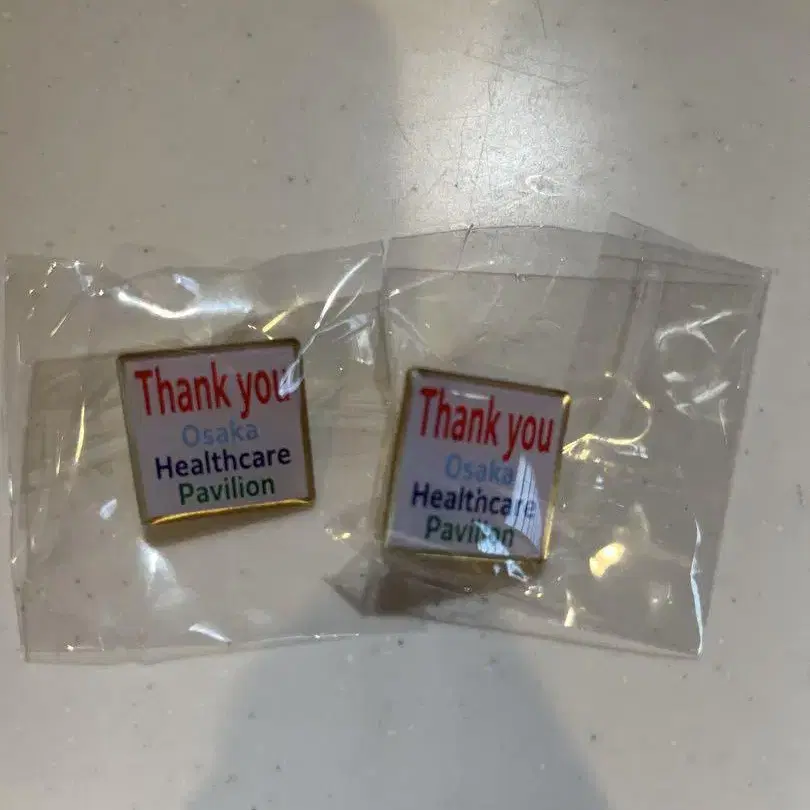 Thank you
Osaka
Healthcare
Pavilion
Thank you
Osaka
Healthcare
Pavilion